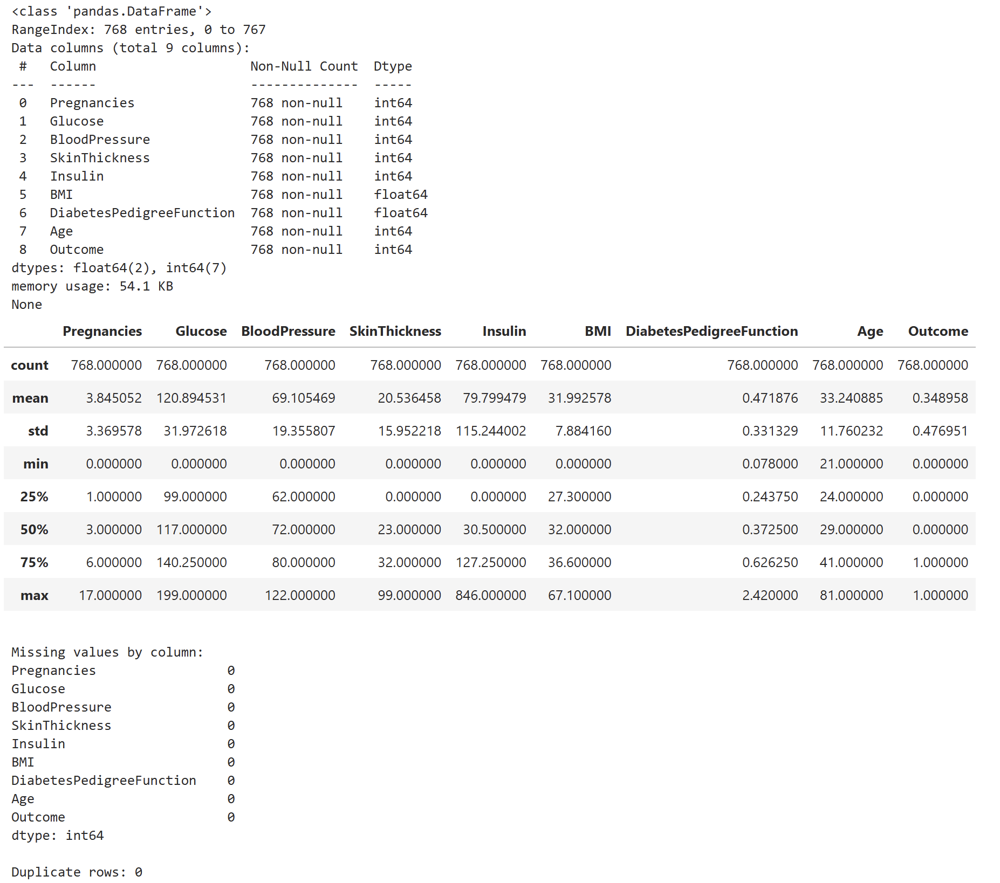 <class 'pandas.DataFrame'>
RangeIndex: 768 entries, 0 to 767
Data columns (total 9 columns):
 #   Column                    Non-Null Count  Dtype
---  ------                    --------------  -----
 0   Pregnancies               768 non-null    int64
 1   Glucose                   768 non-null    int64
 2   BloodPressure             768 non-null    int64
 3   SkinThickness             768 non-null    int64
 4   Insulin                   768 non-null    int64
 5   BMI                       768 non-null    float64
 6   DiabetesPedigreeFunction  768 non-null    float64
 7   Age                       768 non-null    int64
 8   Outcome                   768 non-null    int64
dtypes: float64(2), int64(7)
memory usage: 54.1 KB
None
Pregnancies Glucose BloodPressure SkinThickness Insulin BMI DiabetesPedigreeFunction Age Outcome
count 768.000000 768.000000 768.000000 768.000000 768.000000 768.000000 768.000000 768.000000 768.000000
mean 3.845052 120.894531 69.105469 20.536458 79.799479 31.992578 0.471876 33.240885 0.348958
std 3.369578 31.972618 19.355807 15.952218 115.244002 7.884160 0.331329 11.760232 0.476951
min 0.000000 0.000000 0.000000 0.000000 0.000000 0.000000 0.078000 21.000000 0.000000
25% 1.000000 99.000000 62.000000 0.000000 0.000000 27.300000 0.243750 24.000000 0.000000
50% 3.000000 117.000000 72.000000 23.000000 30.500000 32.000000 0.372500 29.000000 0.000000
75% 6.000000 140.250000 80.000000 32.000000 127.250000 36.600000 0.626250 41.000000 1.000000
max 17.000000 199.000000 122.000000 99.000000 846.000000 67.100000 2.420000 81.000000 1.000000
Missing values by column:
Pregnancies                 0
Glucose                     0
BloodPressure               0
SkinThickness               0
Insulin                     0
BMI                         0
DiabetesPedigreeFunction    0
Age                         0
Outcome                     0
dtype: int64
Duplicate rows: 0